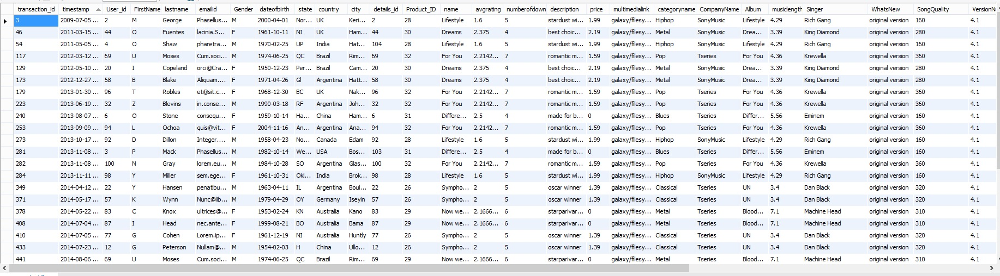 transaction_id timestamp User_id FirstName lastname emailid Gender dateofbirth state country city details_id Product_ID name avgrating numberofdown description price multimedialink categoryname CompanyName Album musiclength Singer WhatsNew SongQuality VersionNu
3 2009-07-05 ... 2 M George Phasellus... M 2000-04-01 Nor... UK Keri... 2 28 Lifestyle 1.6 5 stardust wi... 1.99 galaxy/filesy... Hiphop SonyMusic Lifestyle 4.29 Rich Gang original version 160 4.1
46 2011-03-15 ... 44 O Fuentes lacinia.S... F 1961-10-11 NI UK Ham... 44 30 Dreams 2.375 4 best choic... 2.19 galaxy/filesy... Metal SonyMusic Drea... 3.39 King Diamond original version 280 4.1
54 2011-05-05 ... 4 O Shaw pharetra... M 1970-02-25 UP India Hat... 104 28 Lifestyle 1.6 5 stardust wi... 1.99 galaxy/filesy... Hiphop SonyMusic Lifestyle 4.29 Rich Gang original version 160 4.1
117 2012-03-12 ... 69 U Moses Cum.soci... M 1974-06-25 QC Brazil Rim... 69 32 For You 2.2142... 7 romantic m... 1.59 galaxy/filesy... Pop Tseries For You 4.36 Krewella original version 360 4.1
129 2012-05-10 ... 20 I Copeland orci@Cra... F 1950-12-23 Per... Brazil Cam... 20 30 Dreams 2.375 4 best choic... 2.19 galaxy/filesy... Metal SonyMusic Drea... 3.39 King Diamond original version 280 4.1
173 2012-12-27 ... 58 B Blake Aliquam.... F 1971-04-26 Gl Argentina Hatt... 58 30 Dreams 2.375 4 best choic... 2.19 galaxy/filesy... Metal SonyMusic Drea... 3.39 King Diamond original version 280 4.1
179 2013-01-30 ... 96 T Robles et@sit.c... F 1968-12-30 BC UK Nak... 96 32 For You 2.2142... 7 romantic m... 1.59 galaxy/filesy... Pop Tseries For You 4.36 Krewella original version 360 4.1
223 2013-06-19 ... 32 Z Blevins in.conse... M 1990-03-18 RF Argentina Joh... 32 32 For You 2.2142... 7 romantic m... 1.59 galaxy/filesy... Pop Tseries For You 4.36 Krewella original version 360 4.1
240 2013-08-07 ... 6 O Stone consequ... F 1959-10-14 Ha... China Ham... 6 31 Differe... 2.5 4 made for b... 0 galaxy/filesy... Blues Tseries Differ... 5.56 Eminem original version 160 4.1
253 2013-09-09 ... 94 L Ochoa quis@vit... F 2004-11-16 An... Argentina Ana... 94 32 For You 2.2142... 7 romantic m... 1.59 galaxy/filesy... Pop Tseries For You 4.36 Krewella original version 360 4.1
273 2013-10-17 ... 92 D Dillon Integer.... M 1958-04-23 No... Canada Edam 92 28 Lifestyle 1.6 5 stardust wi... 1.99 galaxy/filesy... Hiphop SonyMusic Lifestyle 4.29 Rich Gang original version 160 4.1
281 2013-11-08 ... 3 P Mack Phasellus... M 1982-10-14 We... USA Bos... 103 31 Differe... 2.5 4 made for b... 0 galaxy/filesy... Blues Tseries Differ... 5.56 Eminem original version 160 4.1
282 2013-11-08 ... 100 N Gray lorem.eu... M 1984-10-28 SO Argentina Glas... 100 32 For You 2.2142... 7 romantic m... 1.59 galaxy/filesy... Pop Tseries For You 4.36 Krewella original version 360 4.1
284 2013-11-11 ... 98 Y Miller sem.ege... F 1961-10-31 Okl... India Brok... 98 28 Lifestyle 1.6 5 stardust wi... 1.99 galaxy/filesy... Hiphop SonyMusic Lifestyle 4.29 Rich Gang original version 160 4.1
349 2014-04-12 ... 22 Y Hansen penatibu... M 1963-04-11 IL Argentina Boul... 22 26 Sympho... 2 5 oscar winner 1.39 galaxy/filesy... Classical Tseries UN 3.4 Dan Black original version 320 4.1
371 2014-05-17 ... 57 K Wynn Nunc@lib... M 1979-04-29 OY Germany Iseyin 57 26 Sympho... 2 5 oscar winner 1.39 galaxy/filesy... Classical Tseries UN 3.4 Dan Black original version 320 4.1
378 2014-05-22 ... 83 C Knox ultrices@... F 1953-02-24 KN Australia Kano 83 29 Now we... 2.1666... 6 starparivar... 0 galaxy/filesy... Metal Tseries Blood... 7.1 Machine Head original version 310 4.1
408 2014-07-04 ... 87 I Head nec.ante... F 1999-08-21 BO Australia Bama 87 29 Now we... 2.1666... 6 starparivar... 0 galaxy/filesy... Metal Tseries Blood... 7.1 Machine Head original version 310 4.1
410 2014-07-05 ... 77 G Cohen Lorem.ip... F 1961-12-19 NI Australia Huntly 77 26 Sympho... 2 5 oscar winner 1.39 galaxy/filesy... Classical Tseries UN 3.4 Dan Black original version 320 4.1
433 2014-07-23 ... 12 G Peterson Nullam@... M 1954-02-03 H China Ullo... 12 26 Sympho... 2 5 oscar winner 1.39 galaxy/filesy... Classical Tseries UN 3.4 Dan Black original version 320 4.1
441 2014-08-06 ... 69 U Moses Cum.soci... M 1974-06-25 QC Brazil Rim... 69 29 Now we... 2.1666... 6 starparivar... 0 galaxy/filesy... Metal Tseries Blood... 7.1 Machine Head original version 310 4.1